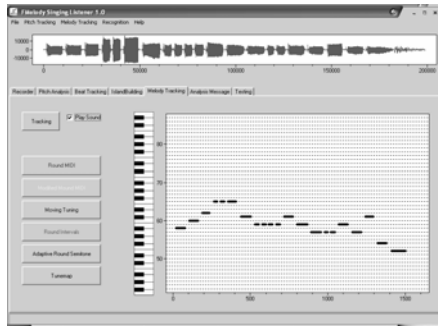 FMelody Singing Listener 1.0
File Pitch Tracking Melody Tracking Recognition Help
10000
0
-10000
0 50000 100000 150000 200000
Recorder Pitch Analysis Beat Tracking IslandBuilding Melody Tracking Analysis Message Testing
Tracking Play Sound
Round MIDI
Moving Tuning
Round Intervals
Adaptive Round Semitone
Tunemap
80
70
60
50
0 500 1000 1500